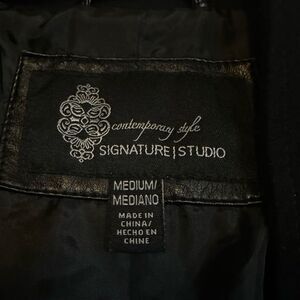 contemporary style
SIGNATURE|STUDIO
MEDIUM/
MEDIANO
MADE IN
CHINA/
HECHO EN
CHINE